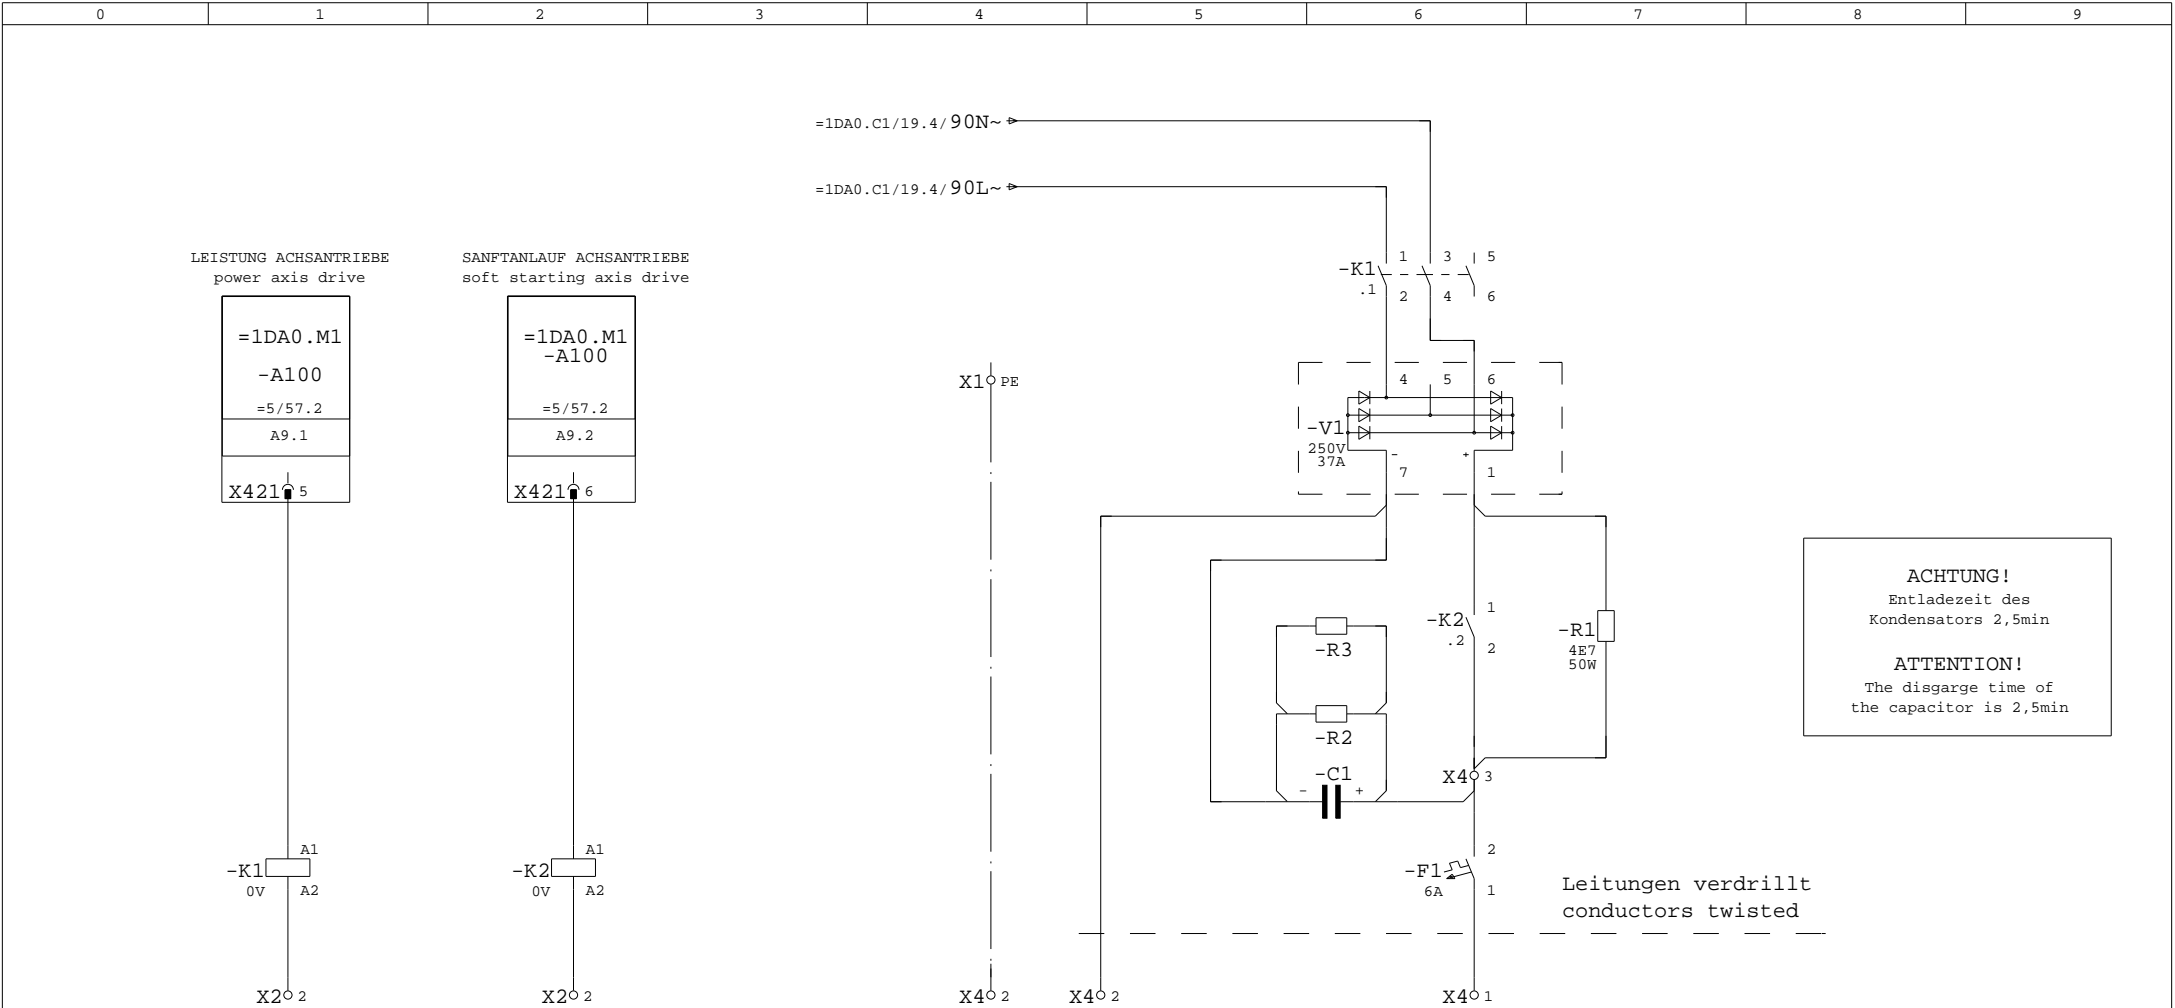 0 1 2 3 4 5 6 7 8 9
=1DA0.C1/19.4/90N~
=1DA0.C1/19.4/90L~
LEISTUNG ACHSANTRIEBE
power axis drive
=1DA0.M1
-A100
=5/57.2
A9.1
X421 5
-K1
0V
A1
A2
X2 2
SANFTANLAUF ACHSANTRIEBE
soft starting axis drive
=1DA0.M1
-A100
=5/57.2
A9.2
X421 6
-K2
0V
A1
A2
X2 2
X1 PE
X4 2
X4 2
-K1
.1
1 3 5
2 4 6
4 5 6
-V1
250V
37A
- +
7 1
-K2
.2
1
2
-R1
4E7
50W
-R3
-R2
-C1
- +
X4 3
-F1
6A
2
1
X4 1
Leitungen verdrillt
conductors twisted
ACHTUNG!
Entladezeit des
Kondensators 2,5min
ATTENTION!
The disgarge time of
the capacitor is 2,5min